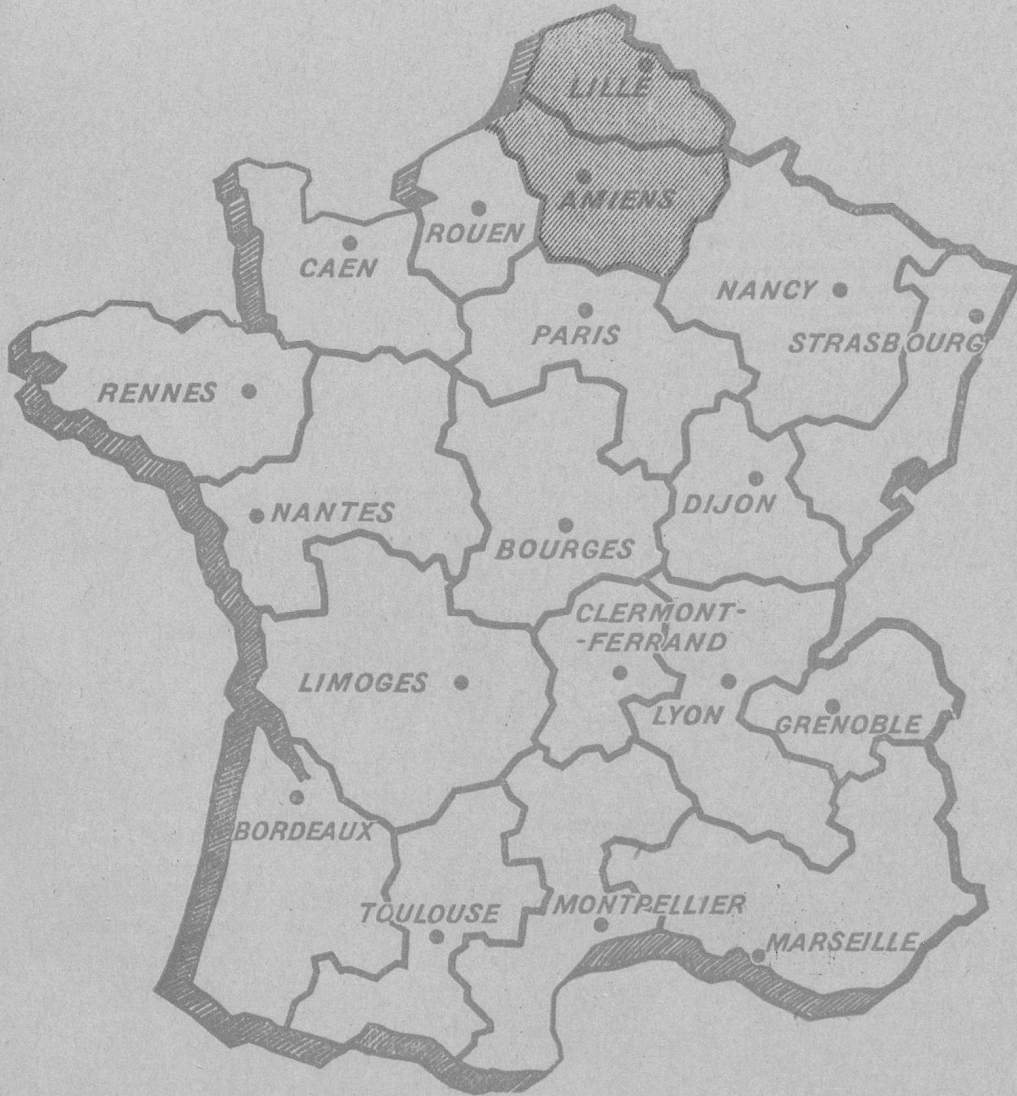 LILLE
AMIENS
ROUEN
CAEN
NANCY
PARIS
STRASBOURG
RENNES
DIJON
NANTES
BOURGES
CLERMONT-
-FERRAND
LIMOGES
LYON
GRENOBLE
BORDEAUX
TOULOUSE
MONTPELLIER
MARSEILLE